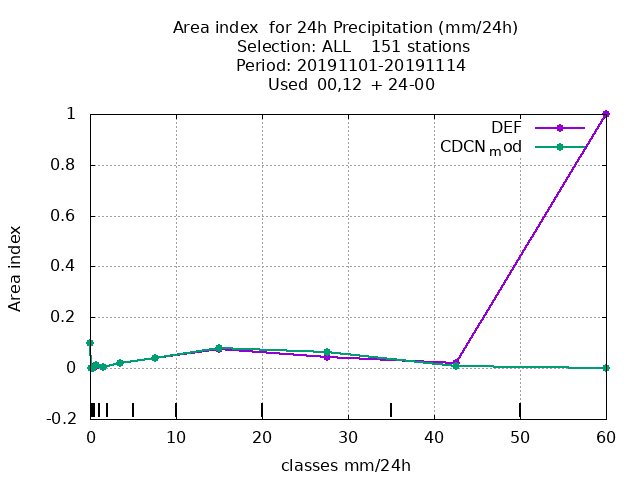 Area index  for 24h Precipitation (mm/24h)
Selection: ALL    151 stations
Period: 20191101-20191114
Used  00,12  + 24-00
DEF
CDCN_mod
1
0.8
0.6
0.4
0.2
0
-0.2
Area index
0 10 20 30 40 50 60
classes mm/24h